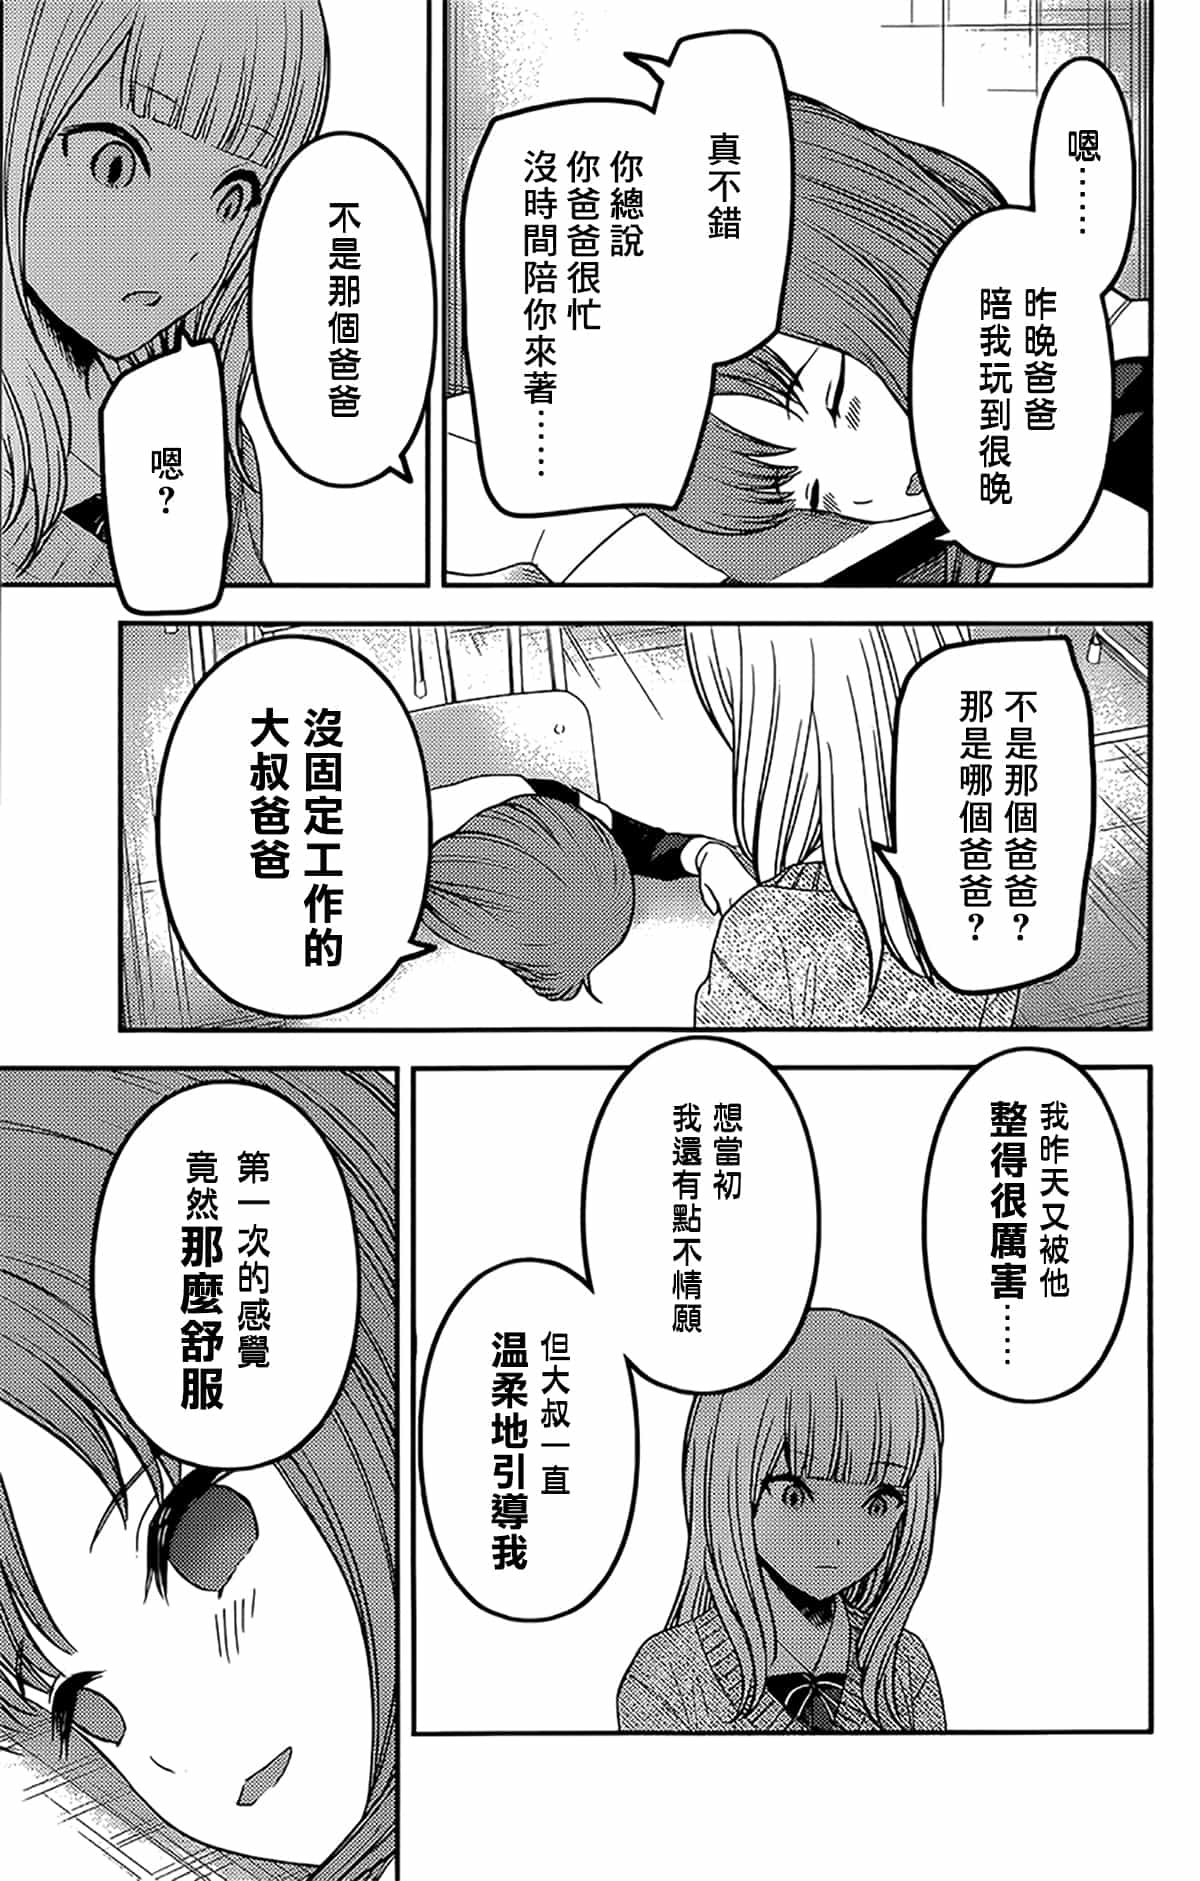 嗯……
昨晚爸爸
陪我玩到很晚
真不錯
你總說
你爸爸很忙
沒時間陪你來著……
不是那個爸爸
嗯？
不是那個爸爸？
那是哪個爸爸？
沒固定工作的
大叔爸爸
我昨天又被他
整得很厲害……
想當初
我還有點不情願
但大叔一直
温柔地引導我
第一次的感覺
竟然那麼舒服